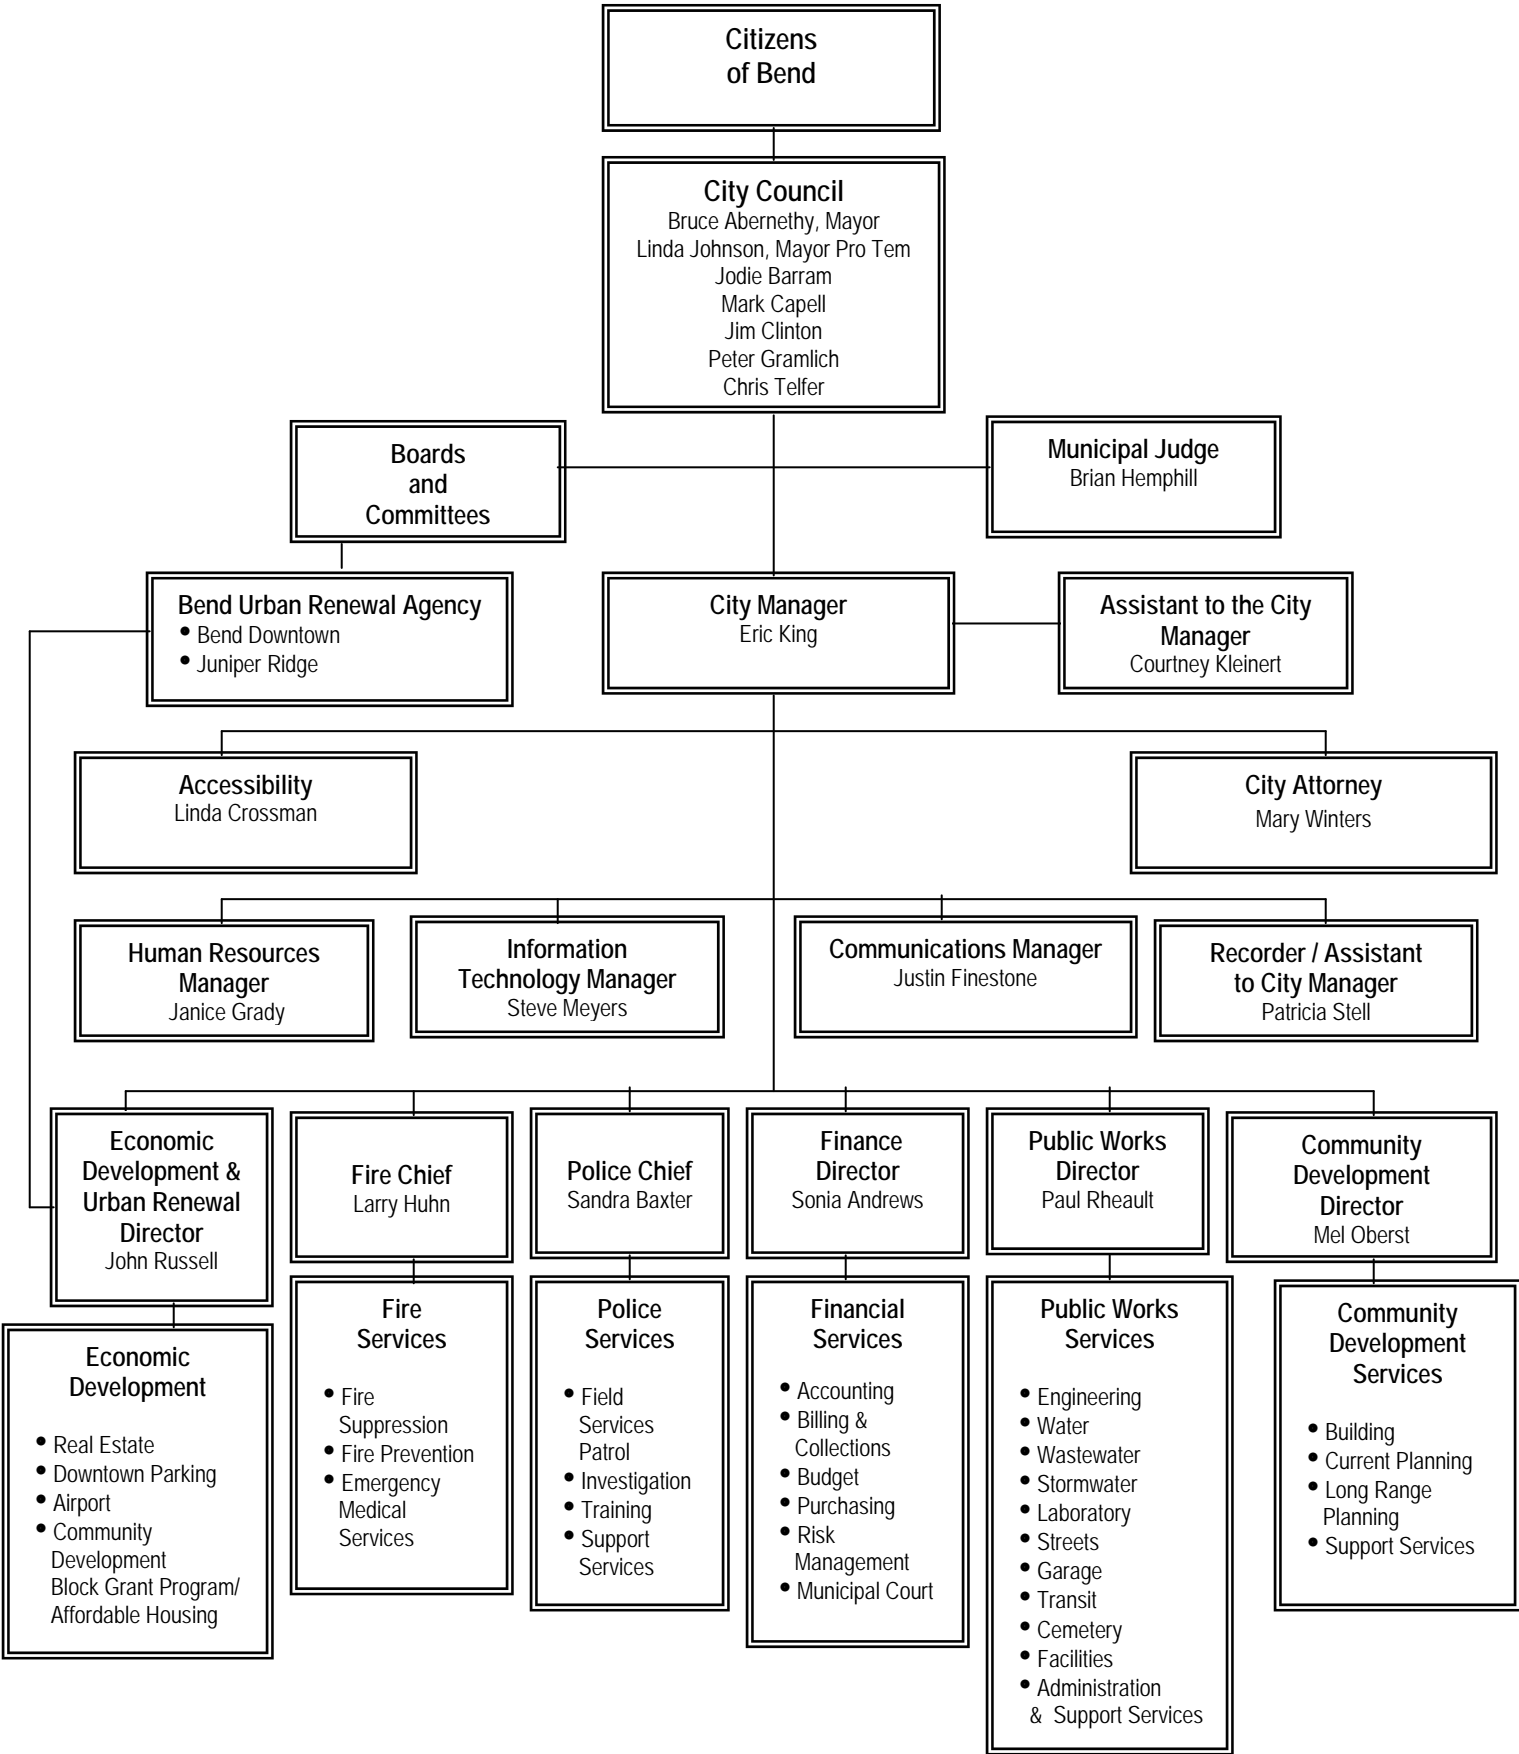 Citizens
of Bend
City Council
Bruce Abernethy, Mayor
Linda Johnson, Mayor Pro Tem
Jodie Barram
Mark Capell
Jim Clinton
Peter Gramlich
Chris Telfer
Boards
and
Committees
Municipal Judge
Brian Hemphill
Bend Urban Renewal Agency
• Bend Downtown
• Juniper Ridge
City Manager
Eric King
Assistant to the City
Manager
Courtney Kleinert
Accessibility
Linda Crossman
City Attorney
Mary Winters
Human Resources
Manager
Janice Grady
Information
Technology Manager
Steve Meyers
Communications Manager
Justin Finestone
Recorder / Assistant
to City Manager
Patricia Stell
Economic
Development &
Urban Renewal
Director
John Russell
Fire Chief
Larry Huhn
Police Chief
Sandra Baxter
Finance
Director
Sonia Andrews
Public Works
Director
Paul Rheault
Community
Development
Director
Mel Oberst
Economic
Development
• Real Estate
• Downtown Parking
• Airport
• Community
Development
Block Grant Program/
Affordable Housing
Fire
Services
• Fire
Suppression
• Fire Prevention
• Emergency
Medical
Services
Police
Services
• Field
Services
Patrol
• Investigation
• Training
• Support
Services
Financial
Services
• Accounting
• Billing &
Collections
• Budget
• Purchasing
• Risk
Management
• Municipal Court
Public Works
Services
• Engineering
• Water
• Wastewater
• Stormwater
• Laboratory
• Streets
• Garage
• Transit
• Cemetery
• Facilities
• Administration
& Support Services
Community
Development
Services
• Building
• Current Planning
• Long Range
Planning
• Support Services